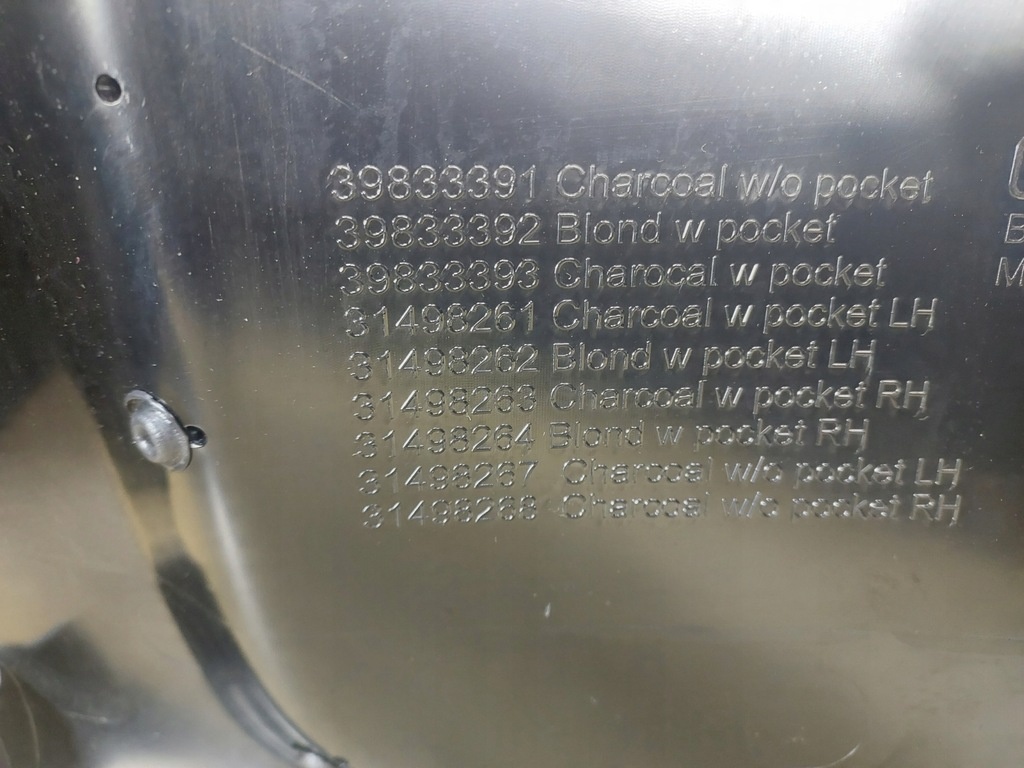 39833391 Charcoal w/o pocket
39833392 Blond w pocket
39833393 Charocal w pocket
31498261 Charcoal w pocket LH
31498262 Blond w pocket LH
31498263 Charcoal w pocket RH
31498264 Blond w pocket RH
31498267 Charcoal w/o pocket LH
31498268 Charcoal w/o pocket RH